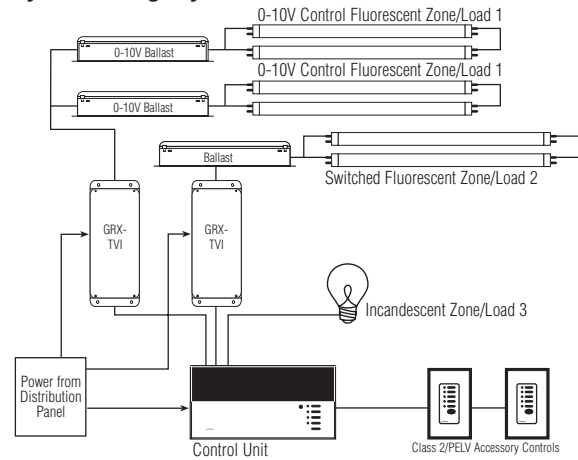 0-10V Control Fluorescent Zone/Load 1
0-10V Ballast
0-10V Control Fluorescent Zone/Load 1
0-10V Ballast
Ballast
Switched Fluorescent Zone/Load 2
GRX-
TVI
GRX-
TVI
Incandescent Zone/Load 3
Power from
Distribution
Panel
Control Unit
Class 2/PELV Accessory Controls